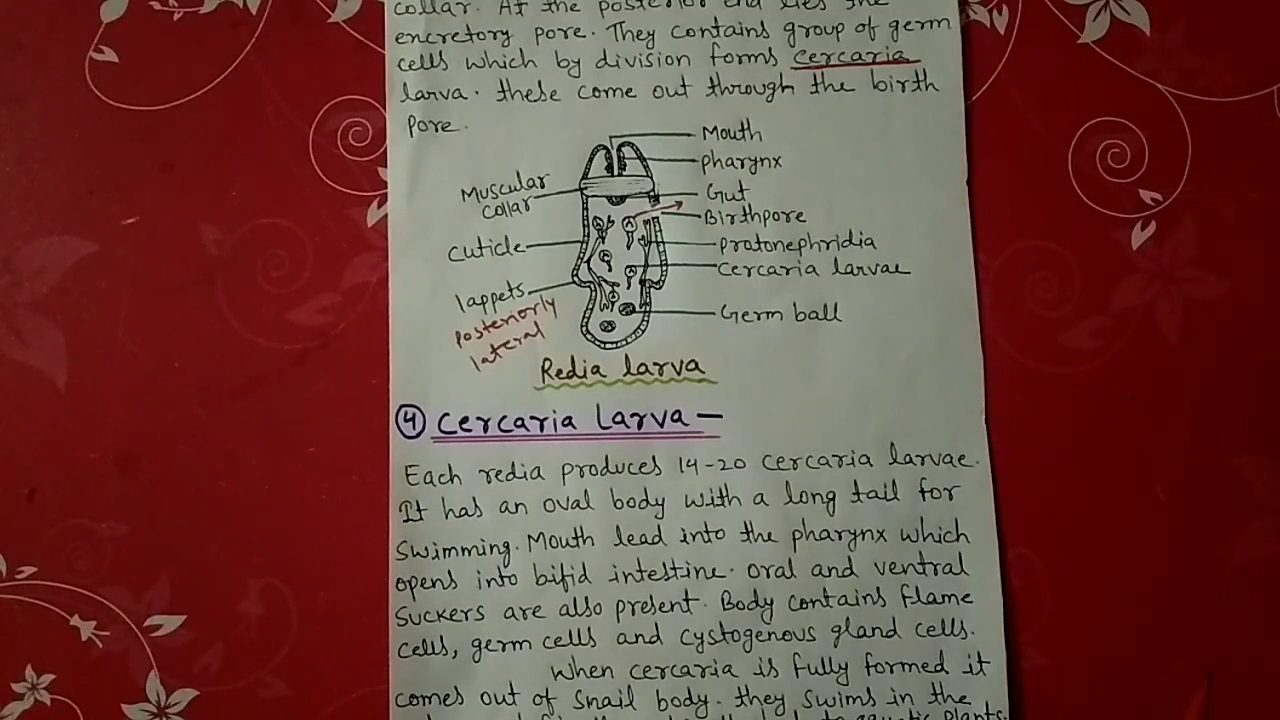 collar. At the posterior end lies the
encretory pore. They contains group of germ
cells which by division forms cercaria
larva. these come out through the birth
pore.
Mouth
pharynx
Muscular
collar
Gut
Birthpore
cuticle
protonephridia
cercaria larvae
lappets
posteriorly
lateral
Germ ball
Redia larva
4 Cercaria Larva-
Each redia produces 14-20 cercaria larvae.
It has an oval body with a long tail for
swimming. Mouth lead into the pharynx which
opens into bifid intestine. oral and ventral
suckers are also present. Body contains flame
cells, germ cells and cystogenous gland cells.
When cercaria is fully formed it
comes out of snail body. they swims in the
to aquatic plants.